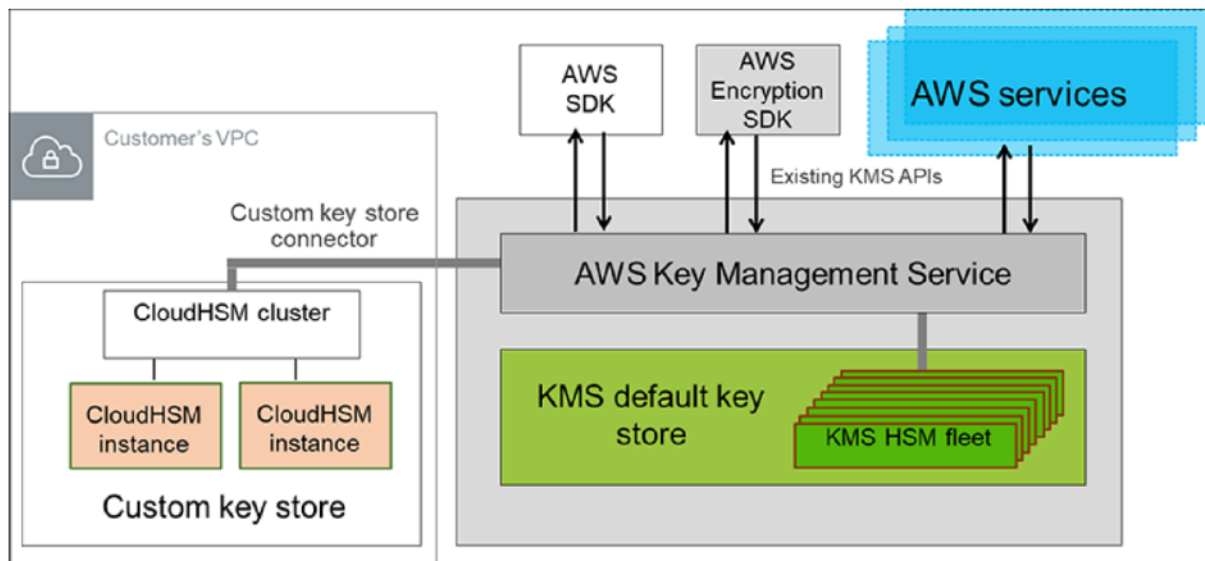 AWS
SDK
AWS
Encryption
SDK
AWS services
Customer's VPC
Existing KMS APIs
Custom key store
connector
AWS Key Management Service
CloudHSM cluster
KMS default key
store
KMS HSM fleet
CloudHSM
instance
CloudHSM
instance
Custom key store